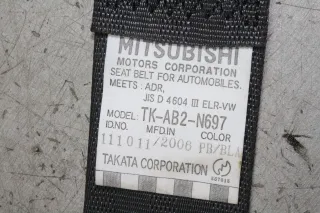 MITSUBISHI
MOTORS CORPORATION
SEAT BELT FOR AUTOMOBILES.
MEETS: ADR,
JIS D 4604 III ELR-VW
MODEL: TK-AB2-N697
ID.NO. MFD.IN COLOR
111011/2006 PB/BLA
TAKATA CORPORATION